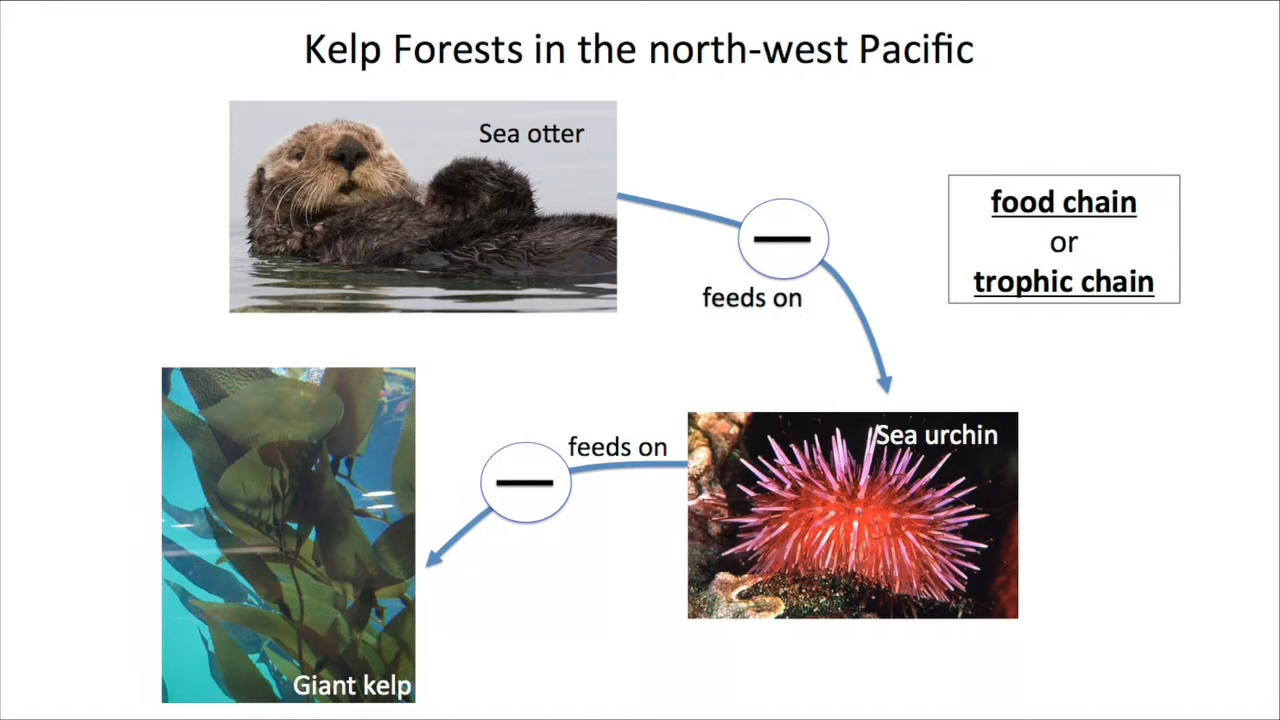 Kelp Forests in the north-west Pacific
Sea otter
food chain
or
trophic chain
feeds on
feeds on
Sea urchin
Giant kelp